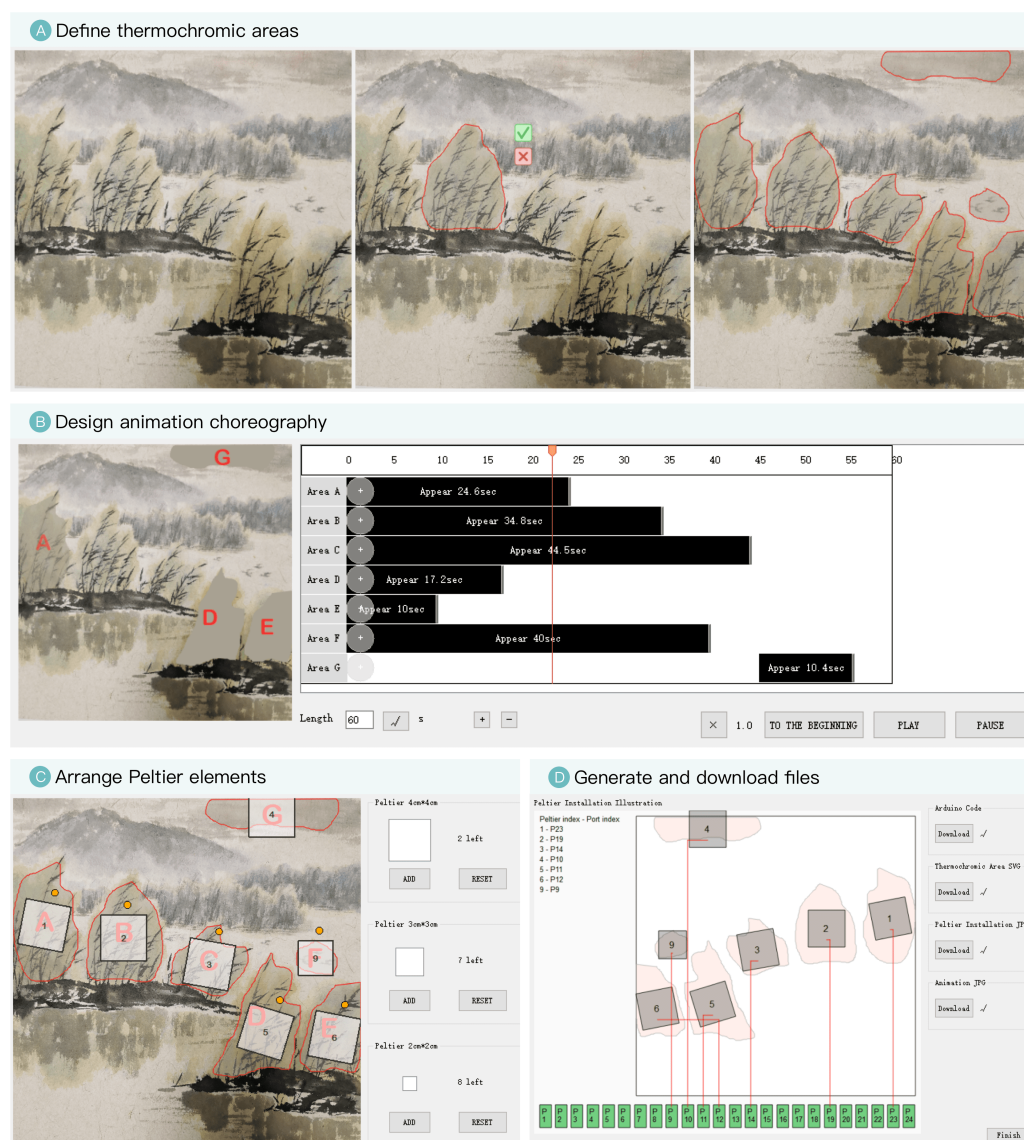 A Define thermochromic areas
B Design animation choreography
G
A
D
E
0 5 10 15 20 25 30 35 40 45 50 55 60
Area A + Appear 24.6sec
Area B + Appear 34.8sec
Area C + Appear 44.5sec
Area D + Appear 17.2sec
Area E + Appear 10sec
Area F + Appear 40sec
Area G + Appear 10.4sec
Length 60 s + - × 1.0 TO THE BEGINNING PLAY PAUSE
C Arrange Peltier elements
G
4
A
1
B
2
C
3
F
9
D
5
E
6
Peltier 4cm*4cm
2 left
ADD RESET
Peltier 3cm*3cm
7 left
ADD RESET
Peltier 2cm*2cm
8 left
ADD RESET
D Generate and download files
Peltier Installation Illustration
Peltier index - Port index
1 - P23
2 - P19
3 - P14
4 - P10
5 - P11
6 - P12
9 - P9
4
1
2
9
3
6
5
P1 P2 P3 P4 P5 P6 P7 P8 P9 P10 P11 P12 P13 P14 P15 P16 P17 P18 P19 P20 P21 P22 P23 P24
Arduino Code
Download √
Thermochromic Area SVG
Download √
Peltier Installation JP
Download √
Animation JPG
Download √
Finish